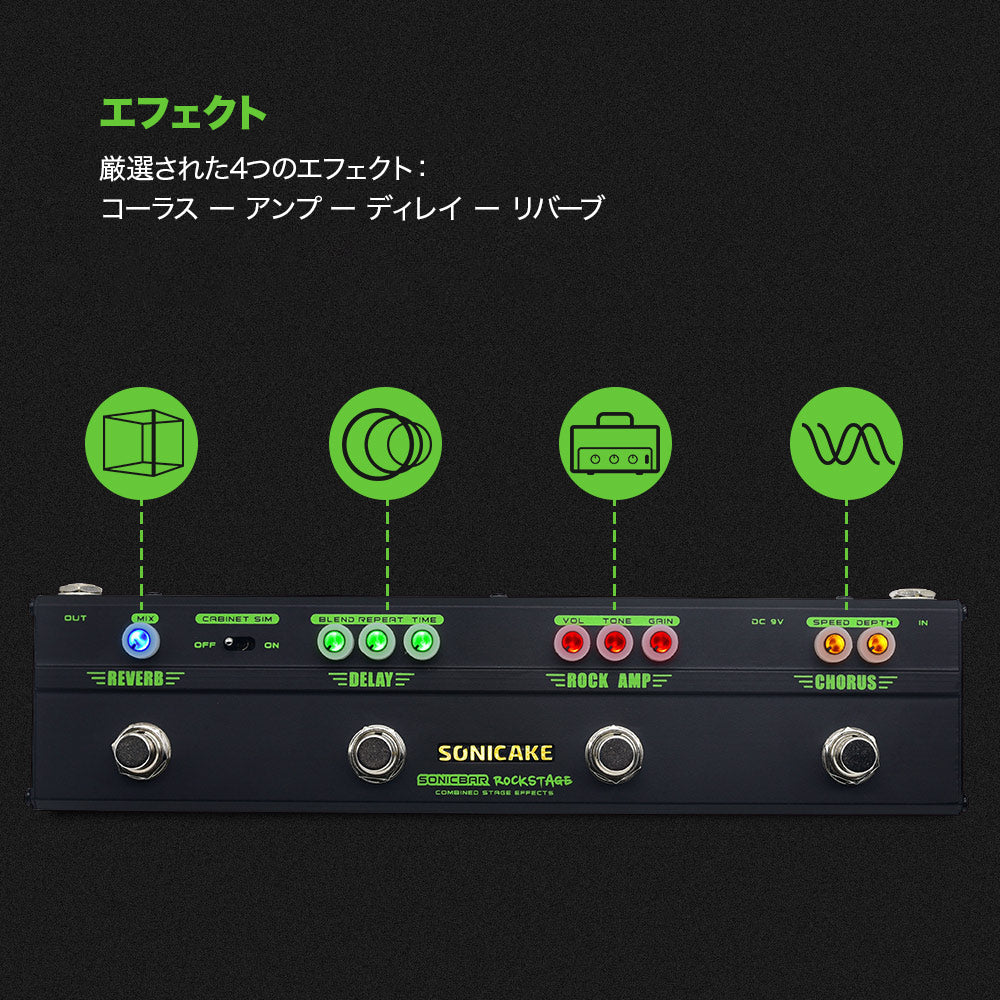 エフェクト
厳選された4つのエフェクト：
コーラス ー アンプ ー ディレイ ー リバーブ
OUT MIX CABINET SIM BLEND REPEAT TIME VOL TONE GAIN DC 9V SPEED DEPTH IN
OFF ON
REVERB DELAY ROCK AMP CHORUS
SONICAKE
SONICBAR ROCKSTAGE
COMBINED STAGE EFFECTS